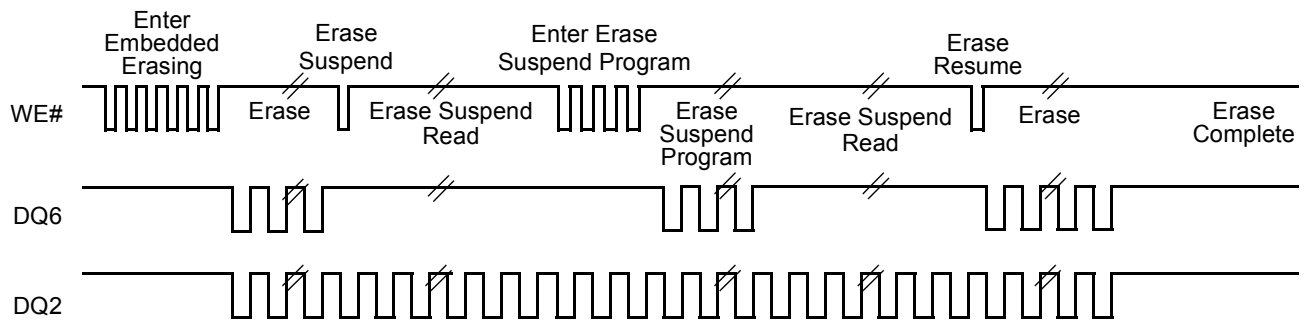 Enter
Embedded
Erasing
Erase
Suspend
Enter Erase
Suspend Program
Erase
Resume
WE#
Erase
Erase Suspend
Read
Erase
Suspend
Program
Erase Suspend
Read
Erase
Erase
Complete
DQ6
DQ2